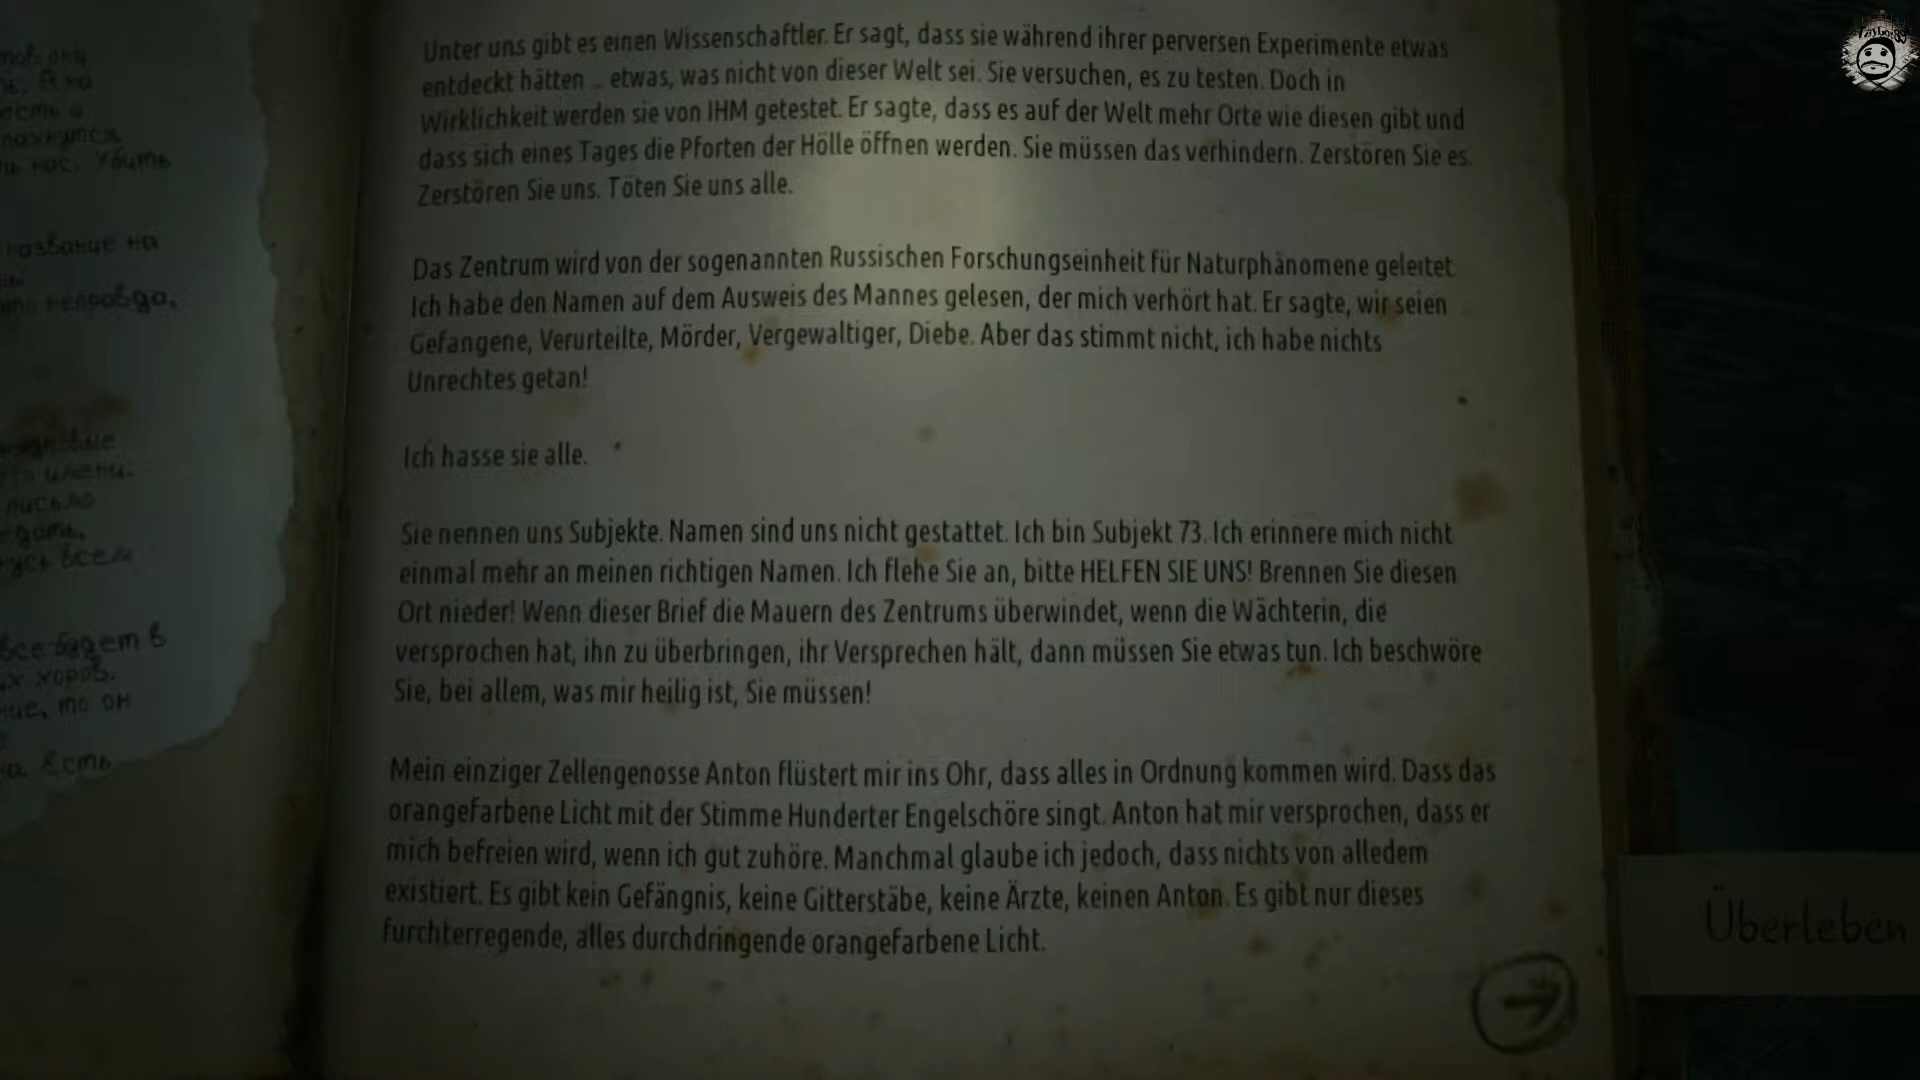 Unter uns gibt es einen Wissenschaftler. Er sagt, dass sie während ihrer perversen Experimente etwas
entdeckt hätten ... etwas, was nicht von dieser Welt sei. Sie versuchen, es zu testen. Doch in
Wirklichkeit werden sie von IHM getestet. Er sagte, dass es auf der Welt mehr Orte wie diesen gibt und
dass sich eines Tages die Pforten der Hölle öffnen werden. Sie müssen das verhindern. Zerstören Sie es.
Zerstören Sie uns. Töten Sie uns alle.
Das Zentrum wird von der sogenannten Russischen Forschungseinheit für Naturphänomene geleitet.
Ich habe den Namen auf dem Ausweis des Mannes gelesen, der mich verhört hat. Er sagte, wir seien
Gefangene, Verurteilte, Mörder, Vergewaltiger, Diebe. Aber das stimmt nicht, ich habe nichts
Unrechtes getan!
Ich hasse sie alle.
Sie nennen uns Subjekte. Namen sind uns nicht gestattet. Ich bin Subjekt 73. Ich erinnere mich nicht
einmal mehr an meinen richtigen Namen. Ich flehe Sie an, bitte HELFEN SIE UNS! Brennen Sie diesen
Ort nieder! Wenn dieser Brief die Mauern des Zentrums überwindet, wenn die Wächterin, die
versprochen hat, ihn zu überbringen, ihr Versprechen hält, dann müssen Sie etwas tun. Ich beschwöre
Sie, bei allem, was mir heilig ist, Sie müssen!
Mein einziger Zellengenosse Anton flüstert mir ins Ohr, dass alles in Ordnung kommen wird. Dass das
orangefarbene Licht mit der Stimme Hunderter Engelschöre singt. Anton hat mir versprochen, dass er
mich befreien wird, wenn ich gut zuhöre. Manchmal glaube ich jedoch, dass nichts von alledem
existiert. Es gibt kein Gefängnis, keine Gitterstäbe, keine Ärzte, keinen Anton. Es gibt nur dieses
furchterregende, alles durchdringende orangefarbene Licht.
Überleben
название на
письмо
все будет в
хоров.
то он
Есть